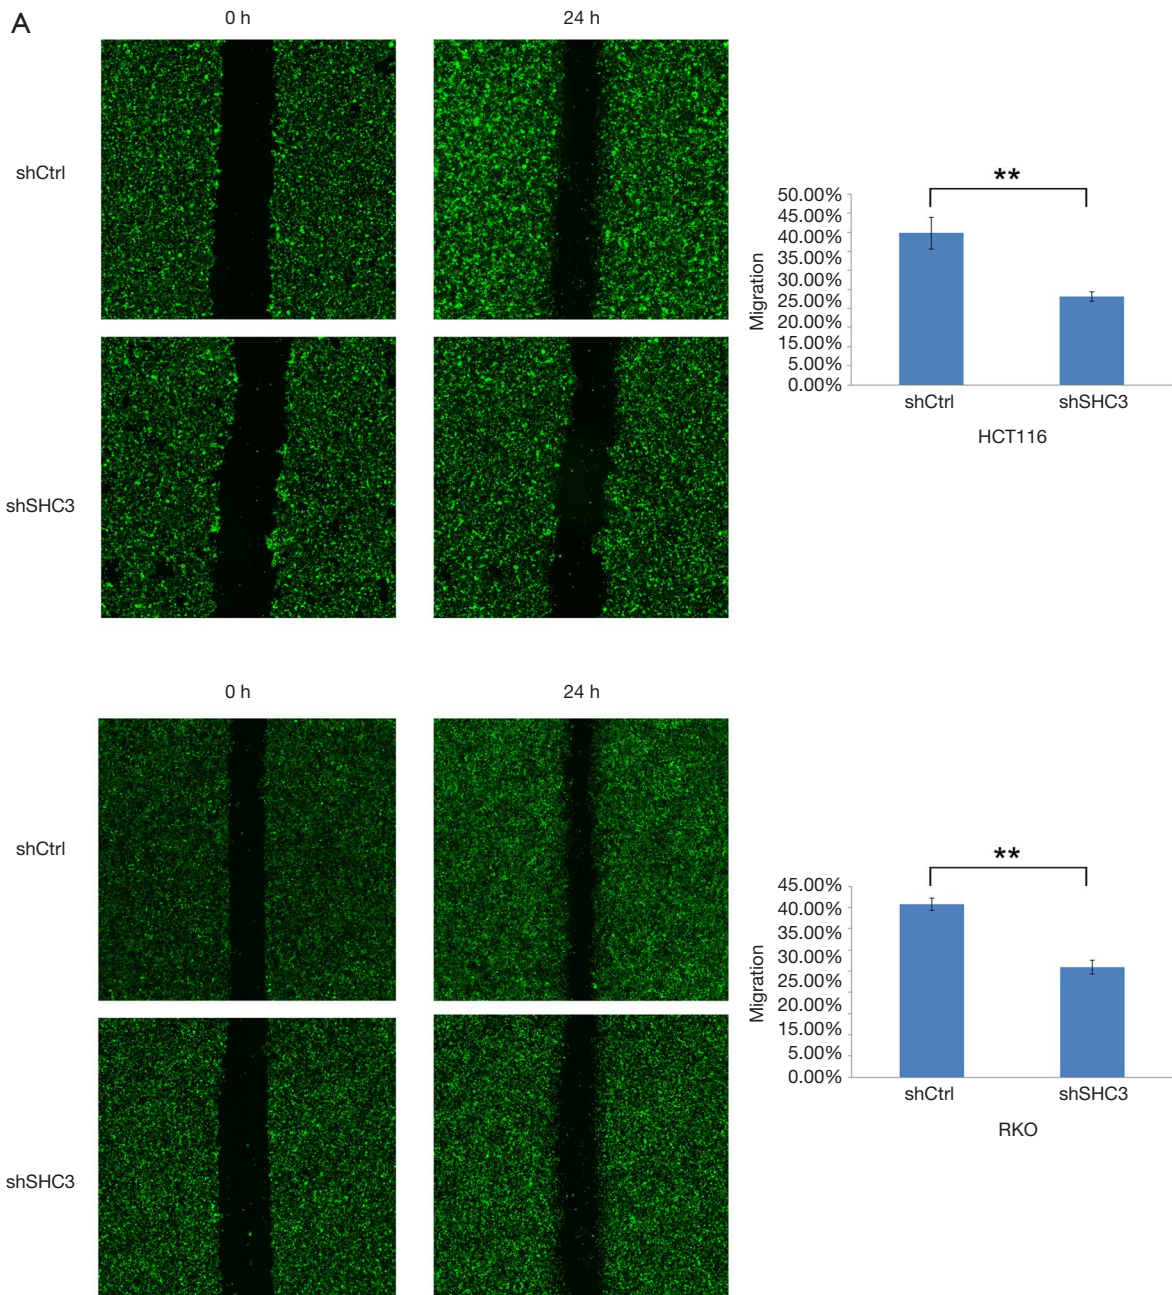 A
0 h
24 h
shCtrl
shSHC3
**
50.00%
45.00%
40.00%
35.00%
30.00%
25.00%
20.00%
15.00%
5.00%
0.00%
Migration
shCtrl
shSHC3
HCT116
0 h
24 h
shCtrl
shSHC3
**
45.00%
40.00%
35.00%
30.00%
25.00%
20.00%
15.00%
5.00%
0.00%
Migration
shCtrl
shSHC3
RKO